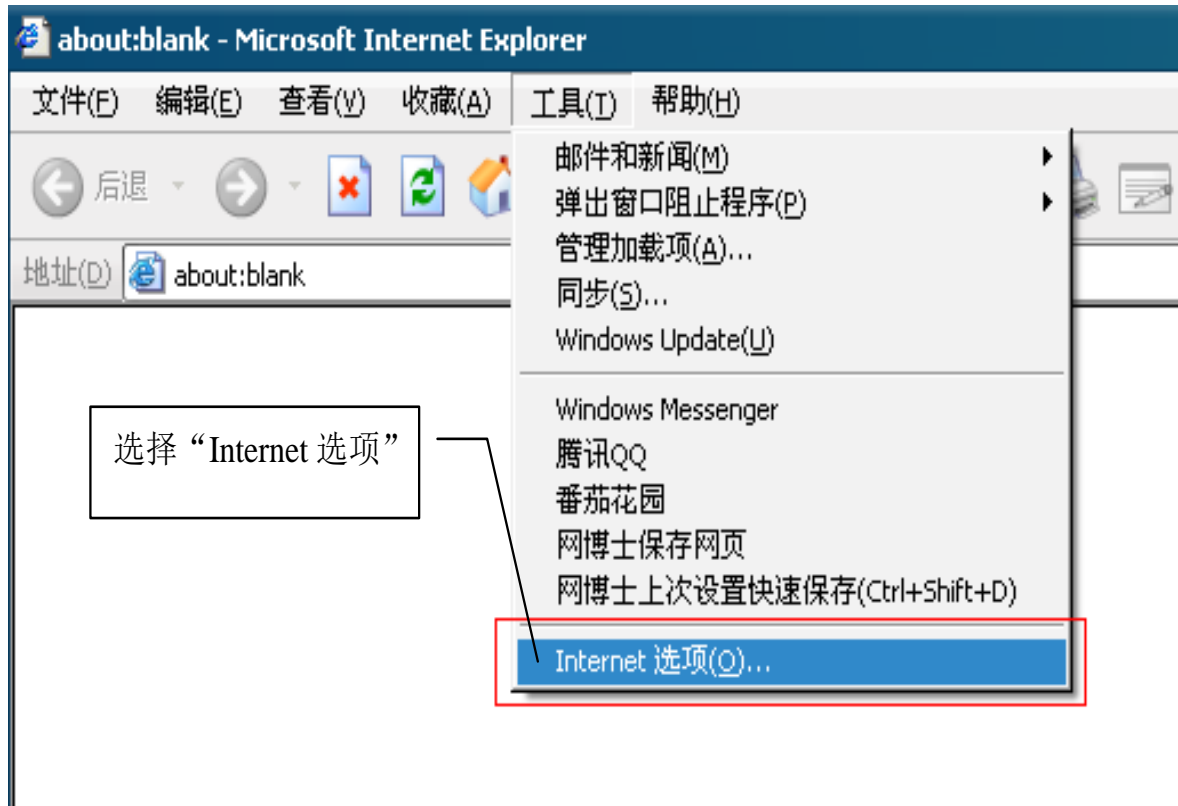 about:blank - Microsoft Internet Explorer
文件(F) 编辑(E) 查看(V) 收藏(A) 工具(T) 帮助(H)
后退
地址(D) about:blank
邮件和新闻(M)
弹出窗口阻止程序(P)
管理加载项(A)...
同步(S)...
Windows Update(U)
Windows Messenger
腾讯QQ
番茄花园
网博士保存网页
网博士上次设置快速保存(Ctrl+Shift+D)
Internet 选项(O)...
选择“Internet 选项”